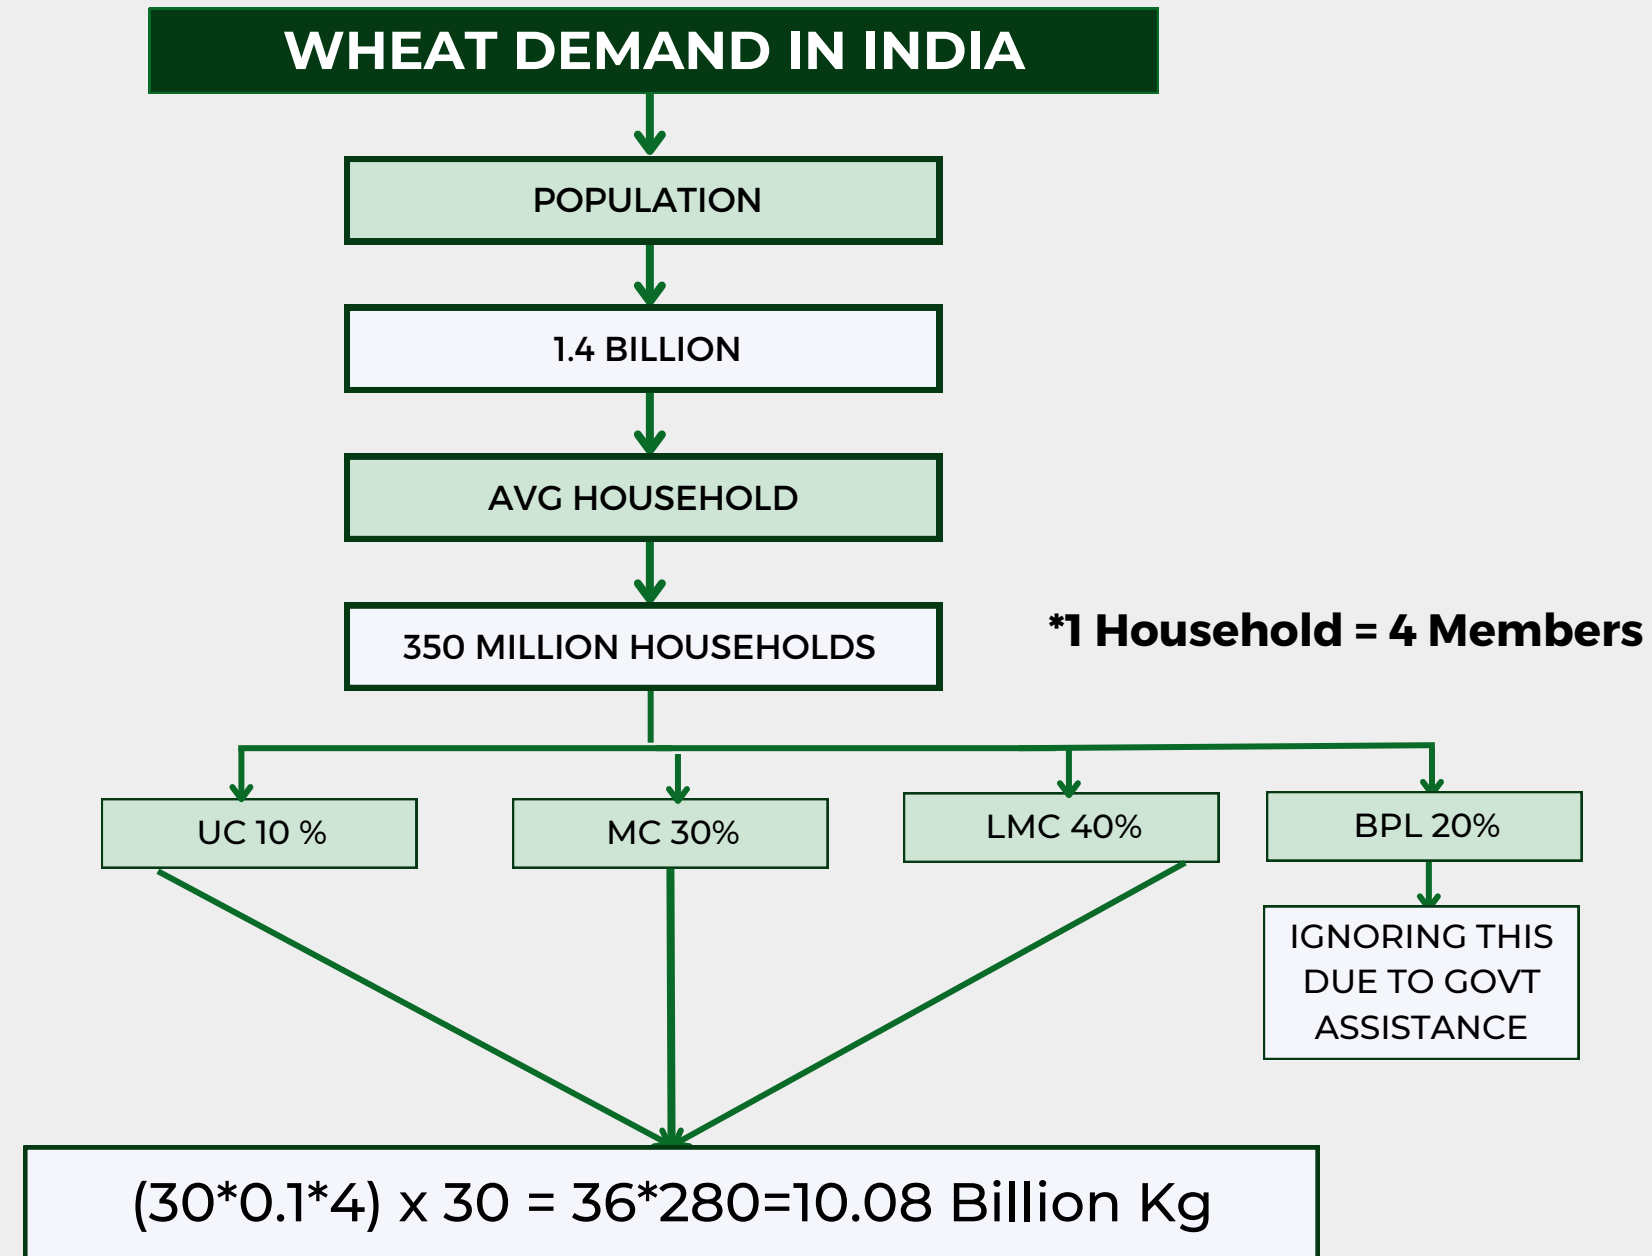 WHEAT DEMAND IN INDIA
POPULATION
1.4 BILLION
AVG HOUSEHOLD
350 MILLION HOUSEHOLDS
*1 Household = 4 Members
UC 10 %
MC 30%
LMC 40%
BPL 20%
IGNORING THIS
DUE TO GOVT
ASSISTANCE
(30*0.1*4) x 30 = 36*280=10.08 Billion Kg